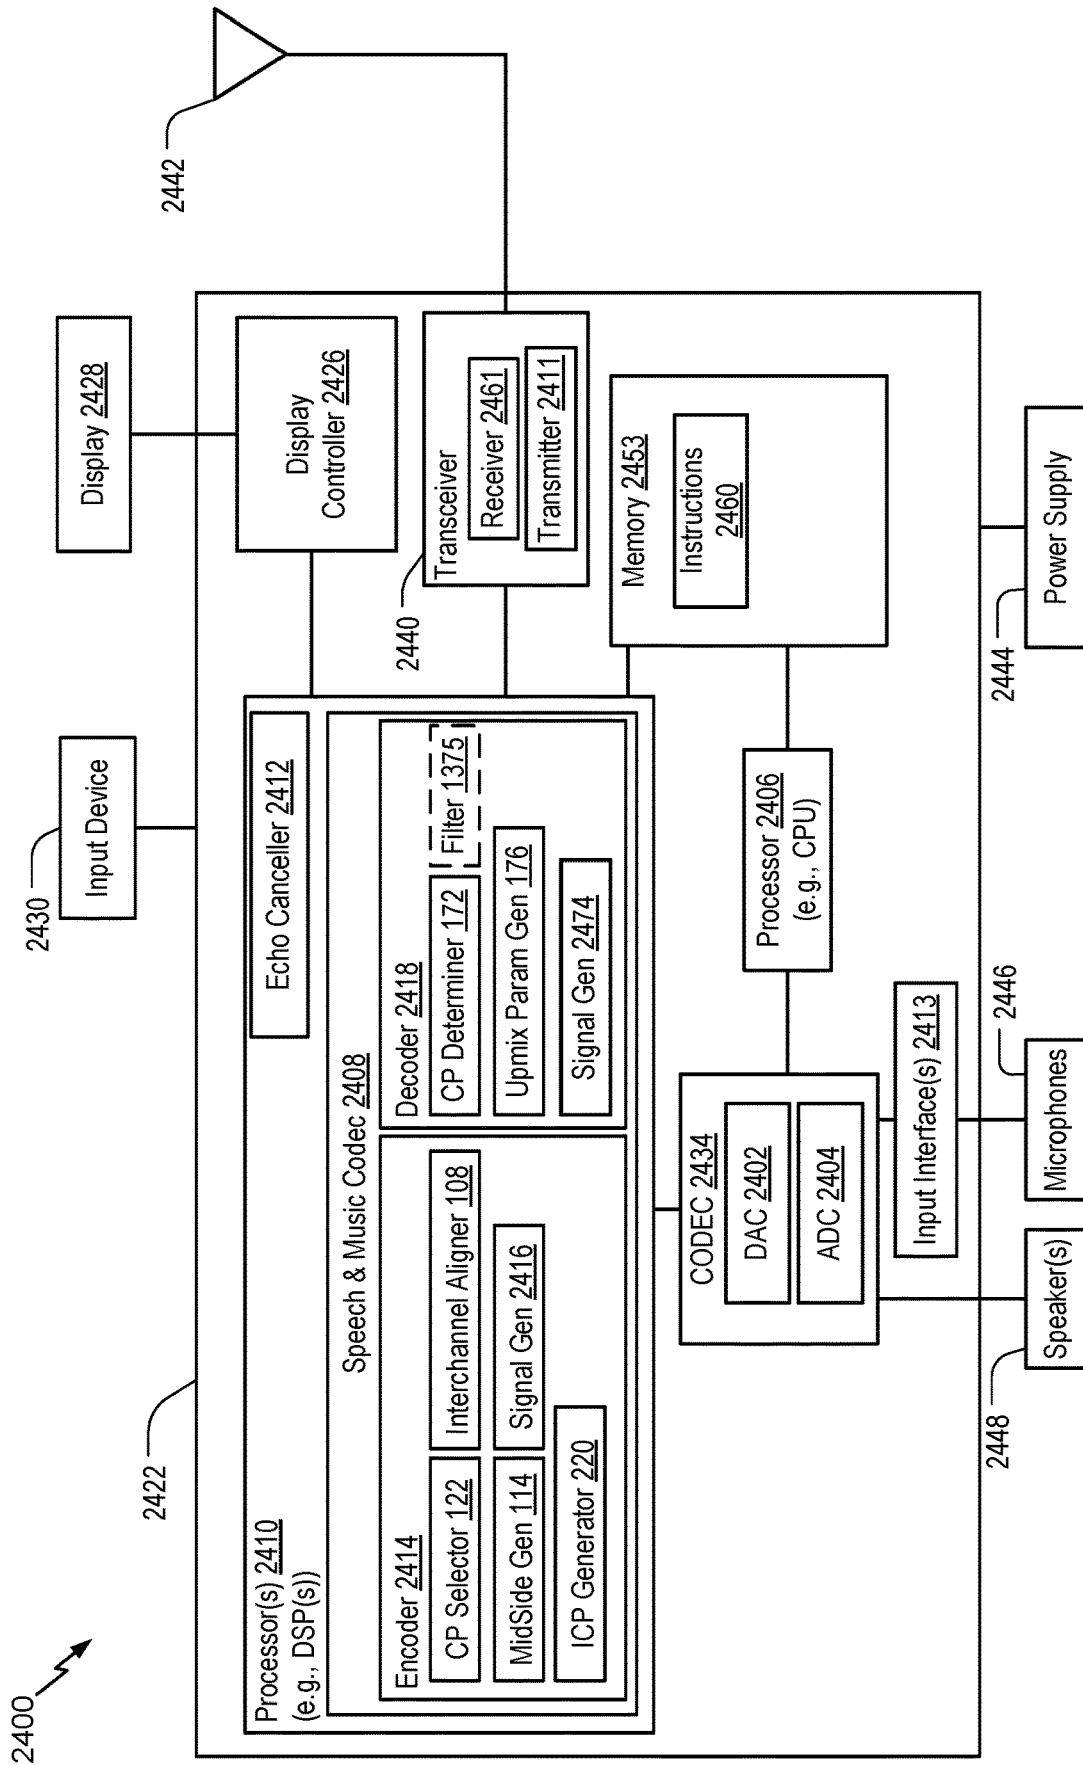 2400
2422
2430
Input Device
Display 2428
2442
Processor(s) 2410
(e.g., DSP(s))
Echo Canceller 2412
Display
Controller 2426
Speech & Music Codec 2408
Encoder 2414
CP Selector 122
Interchannel Aligner 108
MidSide Gen 114
Signal Gen 2416
ICP Generator 220
Decoder 2418
CP Determiner 172
Filter 1375
Upmix Param Gen 176
Signal Gen 2474
2440
Transceiver
Receiver 2461
Transmitter 2411
Memory 2453
Instructions
2460
CODEC 2434
DAC 2402
ADC 2404
Processor 2406
(e.g., CPU)
Input Interface(s) 2413
2448
Speaker(s)
2446
Microphones
2444
Power Supply